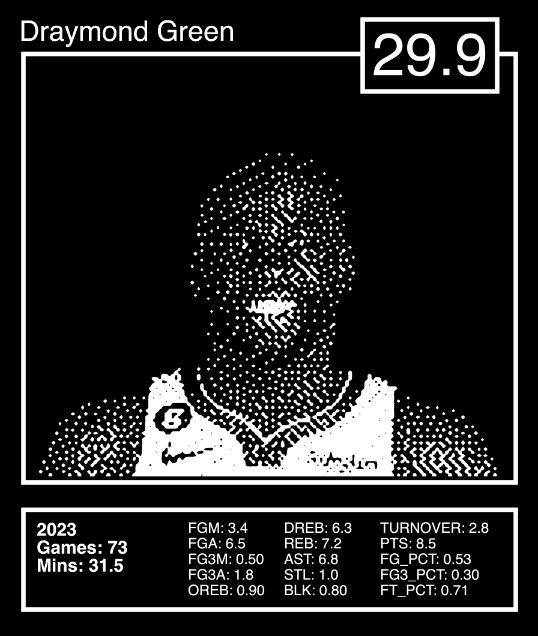 Draymond Green
29.9
2023
Games: 73
Mins: 31.5
FGM: 3.4
FGA: 6.5
FG3M: 0.50
FG3A: 1.8
OREB: 0.90
DREB: 6.3
REB: 7.2
AST: 6.8
STL: 1.0
BLK: 0.80
TURNOVER: 2.8
PTS: 8.5
FG_PCT: 0.53
FG3_PCT: 0.30
FT_PCT: 0.71